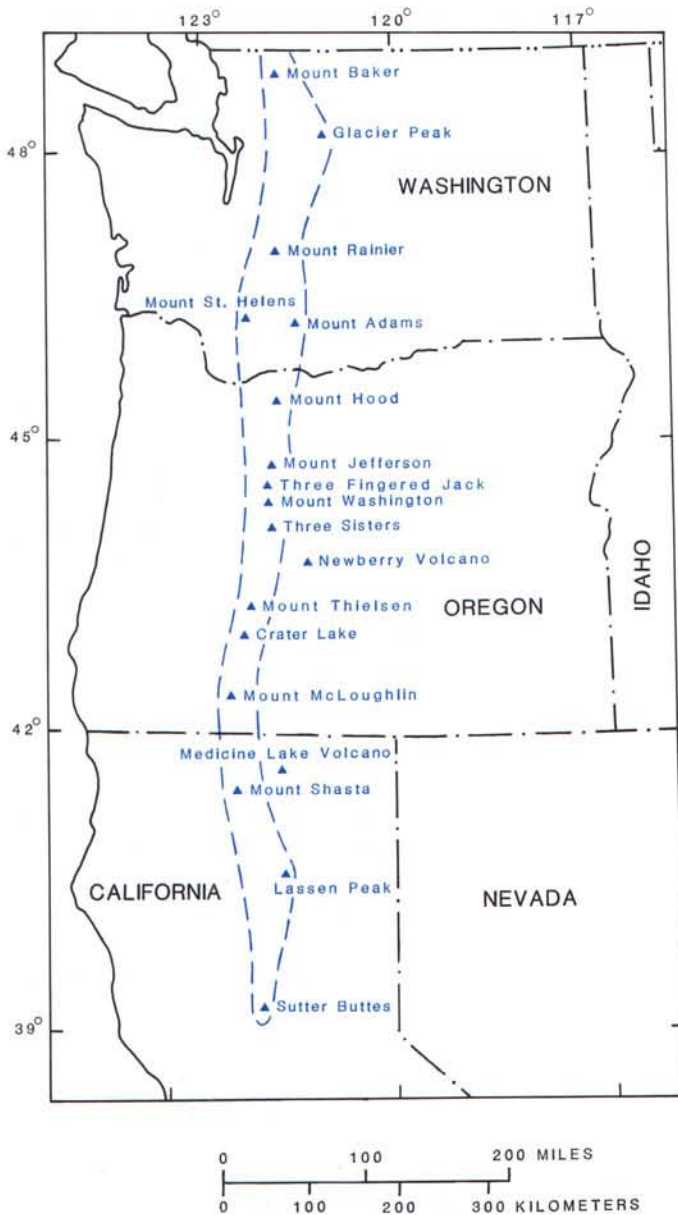 123° 120° 117°
Mount Baker
Glacier Peak
48°
WASHINGTON
Mount Rainier
Mount St. Helens
Mount Adams
Mount Hood
45°
Mount Jefferson
Three Fingered Jack
Mount Washington
Three Sisters
Newberry Volcano
IDAHO
Mount Thielsen
OREGON
Crater Lake
Mount McLoughlin
42°
Medicine Lake Volcano
Mount Shasta
CALIFORNIA
Lassen Peak
NEVADA
Sutter Buttes
39°
0 100 200 MILES
0 100 200 300 KILOMETERS